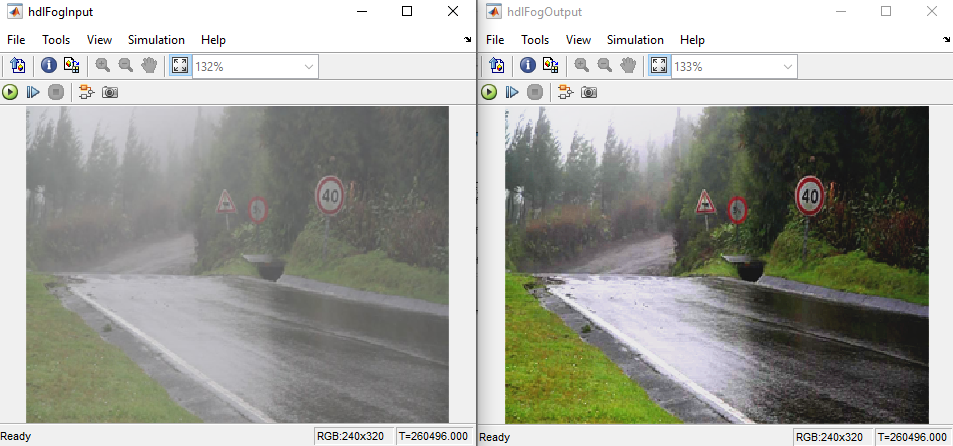 hdlFogInput
File Tools View Simulation Help
132%
40
Ready
RGB:240x320
T=260496.000
hdlFogOutput
File Tools View Simulation Help
133%
40
Ready
RGB:240x320
T=260496.000